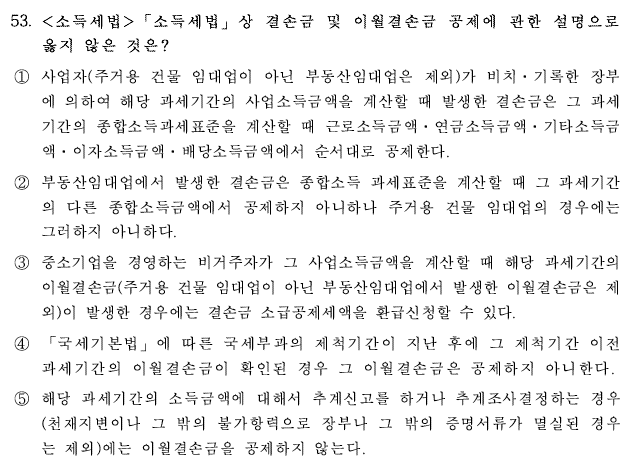 53. <소득세법>「소득세법」상 결손금 및 이월결손금 공제에 관한 설명으로
옳지 않은 것은?
① 사업자(주거용 건물 임대업이 아닌 부동산임대업은 제외)가 비치・기록한 장부
에 의하여 해당 과세기간의 사업소득금액을 계산할 때 발생한 결손금은 그 과세
기간의 종합소득과세표준을 계산할 때 근로소득금액・연금소득금액・기타소득금
액・이자소득금액・배당소득금액에서 순서대로 공제한다.
② 부동산임대업에서 발생한 결손금은 종합소득 과세표준을 계산할 때 그 과세기간
의 다른 종합소득금액에서 공제하지 아니하나 주거용 건물 임대업의 경우에는
그러하지 아니하다.
③ 중소기업을 경영하는 비거주자가 그 사업소득금액을 계산할 때 해당 과세기간의
이월결손금(주거용 건물 임대업이 아닌 부동산임대업에서 발생한 이월결손금은 제
외)이 발생한 경우에는 결손금 소급공제세액을 환급신청할 수 있다.
④ 「국세기본법」에 따른 국세부과의 제척기간이 지난 후에 그 제척기간 이전
과세기간의 이월결손금이 확인된 경우 그 이월결손금은 공제하지 아니한다.
⑤ 해당 과세기간의 소득금액에 대해서 추계신고를 하거나 추계조사결정하는 경우
(천재지변이나 그 밖의 불가항력으로 장부나 그 밖의 증명서류가 멸실된 경우
는 제외)에는 이월결손금을 공제하지 않는다.